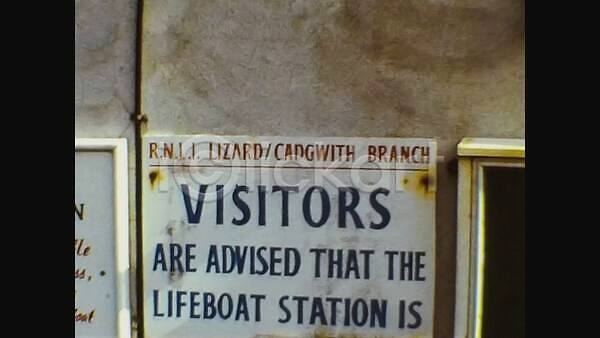 R.N.L.I. LIZARD/CADGWITH BRANCH
VISITORS
ARE ADVISED THAT THE
LIFEBOAT STATION IS